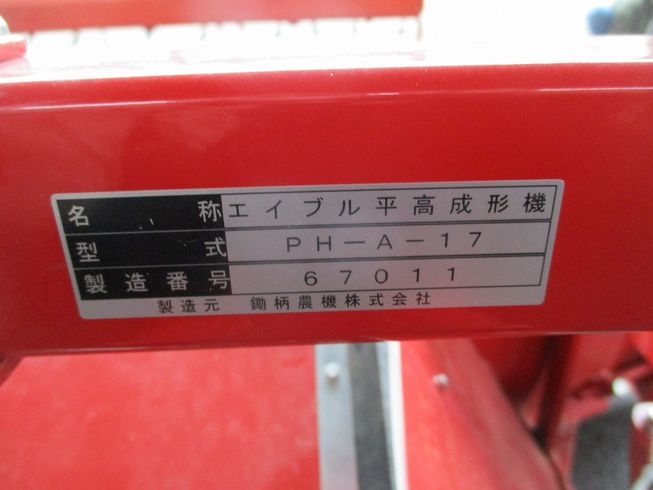 名称 エイブル平高成形機
型式 PH-A-17
製造番号 67011
製造元 鋤柄農機株式会社